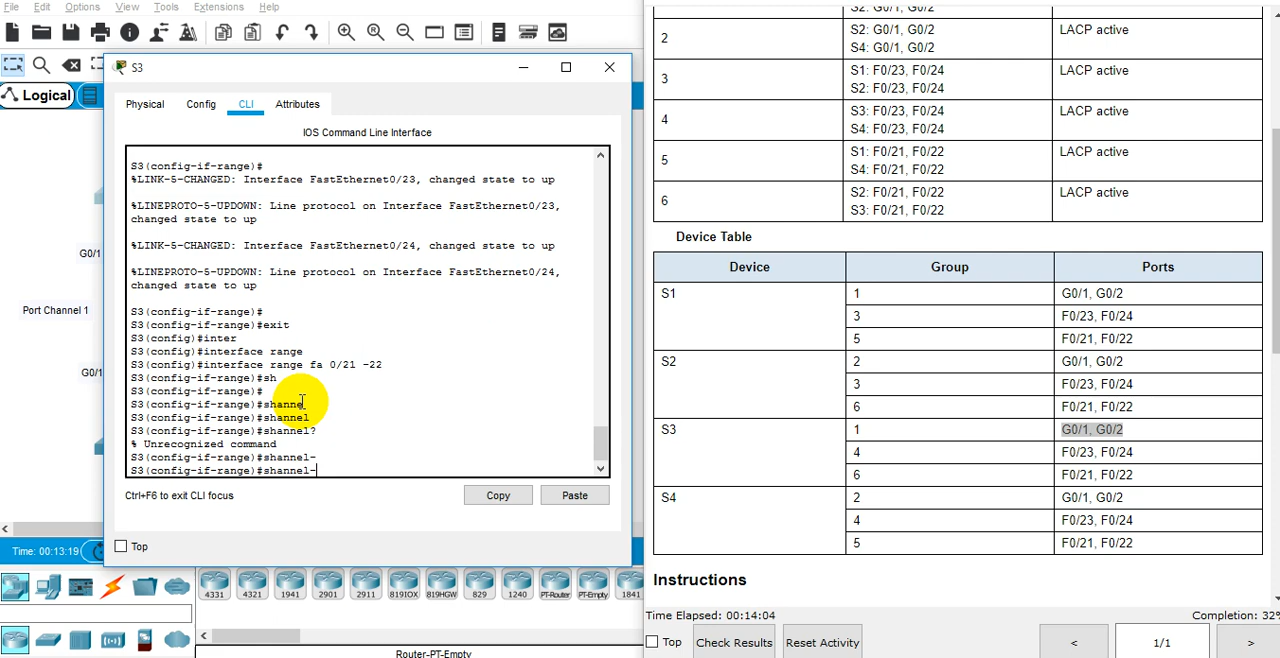 File Edit Options View Tools Extensions Help
Logical
S3
Physical Config CLI Attributes
IOS Command Line Interface
S3(config-if-range)#
%LINK-5-CHANGED: Interface FastEthernet0/23, changed state to up
%LINEPROTO-5-UPDOWN: Line protocol on Interface FastEthernet0/23,
changed state to up
%LINK-5-CHANGED: Interface FastEthernet0/24, changed state to up
%LINEPROTO-5-UPDOWN: Line protocol on Interface FastEthernet0/24,
changed state to up
S3(config-if-range)#
S3(config-if-range)#exit
S3(config)#inter
S3(config)#interface range
S3(config)#interface range fa 0/21 -22
S3(config-if-range)#sh
S3(config-if-range)#
S3(config-if-range)#shannel
S3(config-if-range)#shannel
S3(config-if-range)#shannel?
% Unrecognized command
S3(config-if-range)#shannel-
S3(config-if-range)#shannel-
Ctrl+F6 to exit CLI focus
Copy Paste
Top
G0/1
Port Channel 1
G0/1
Time: 00:13:19
4331 4321 1941 2901 2911 819IOX 819HGW 829 1240 PT-Router PT-Empty 1841
Router-PT-Empty
S2: G0/1, G0/2
2 S2: G0/1, G0/2 LACP active
S4: G0/1, G0/2
3 S1: F0/23, F0/24 LACP active
S2: F0/23, F0/24
4 S3: F0/23, F0/24 LACP active
S4: F0/23, F0/24
5 S1: F0/21, F0/22 LACP active
S4: F0/21, F0/22
6 S2: F0/21, F0/22 LACP active
S3: F0/21, F0/22
Device Table
Device Group Ports
S1 1 G0/1, G0/2
3 F0/23, F0/24
5 F0/21, F0/22
S2 2 G0/1, G0/2
3 F0/23, F0/24
6 F0/21, F0/22
S3 1 G0/1, G0/2
4 F0/23, F0/24
6 F0/21, F0/22
S4 2 G0/1, G0/2
4 F0/23, F0/24
5 F0/21, F0/22
Instructions
Time Elapsed: 00:14:04 Completion: 32%
Top Check Results Reset Activity < 1/1 >